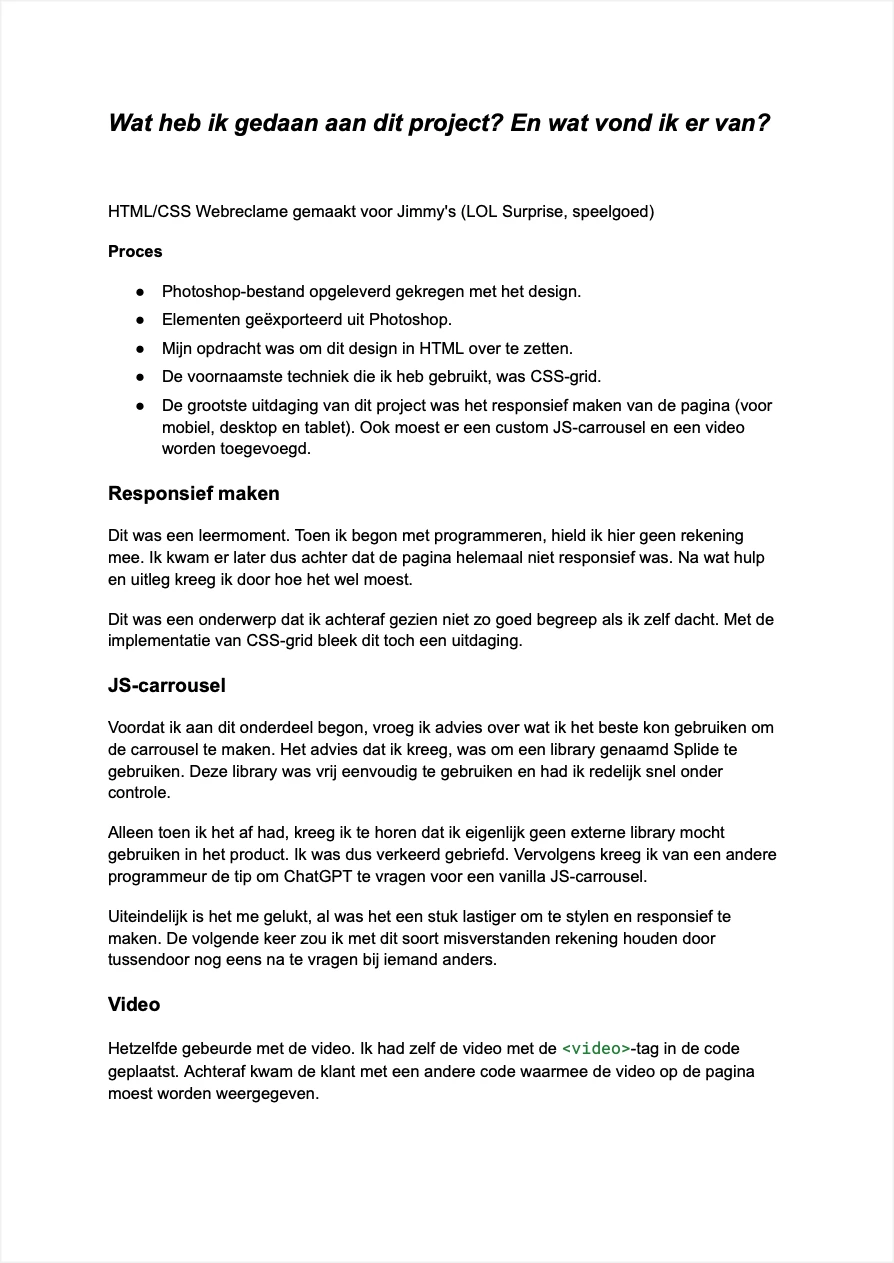 Wat heb ik gedaan aan dit project? En wat vond ik er van?
HTML/CSS Webreclame gemaakt voor Jimmy's (LOL Surprise, speelgoed)
Proces
● Photoshop-bestand opgeleverd gekregen met het design.
● Elementen geëxporteerd uit Photoshop.
● Mijn opdracht was om dit design in HTML over te zetten.
● De voornaamste techniek die ik heb gebruikt, was CSS-grid.
● De grootste uitdaging van dit project was het responsief maken van de pagina (voor
mobiel, desktop en tablet). Ook moest er een custom JS-carrousel en een video
worden toegevoegd.
Responsief maken
Dit was een leermoment. Toen ik begon met programmeren, hield ik hier geen rekening
mee. Ik kwam er later dus achter dat de pagina helemaal niet responsief was. Na wat hulp
en uitleg kreeg ik door hoe het wel moest.
Dit was een onderwerp dat ik achteraf gezien niet zo goed begreep als ik zelf dacht. Met de
implementatie van CSS-grid bleek dit toch een uitdaging.
JS-carrousel
Voordat ik aan dit onderdeel begon, vroeg ik advies over wat ik het beste kon gebruiken om
de carrousel te maken. Het advies dat ik kreeg, was om een library genaamd Splide te
gebruiken. Deze library was vrij eenvoudig te gebruiken en had ik redelijk snel onder
controle.
Alleen toen ik het af had, kreeg ik te horen dat ik eigenlijk geen externe library mocht
gebruiken in het product. Ik was dus verkeerd gebriefd. Vervolgens kreeg ik van een andere
programmeur de tip om ChatGPT te vragen voor een vanilla JS-carrousel.
Uiteindelijk is het me gelukt, al was het een stuk lastiger om te stylen en responsief te
maken. De volgende keer zou ik met dit soort misverstanden rekening houden door
tussendoor nog eens na te vragen bij iemand anders.
Video
Hetzelfde gebeurde met de video. Ik had zelf de video met de <video>-tag in de code
geplaatst. Achteraf kwam de klant met een andere code waarmee de video op de pagina
moest worden weergegeven.